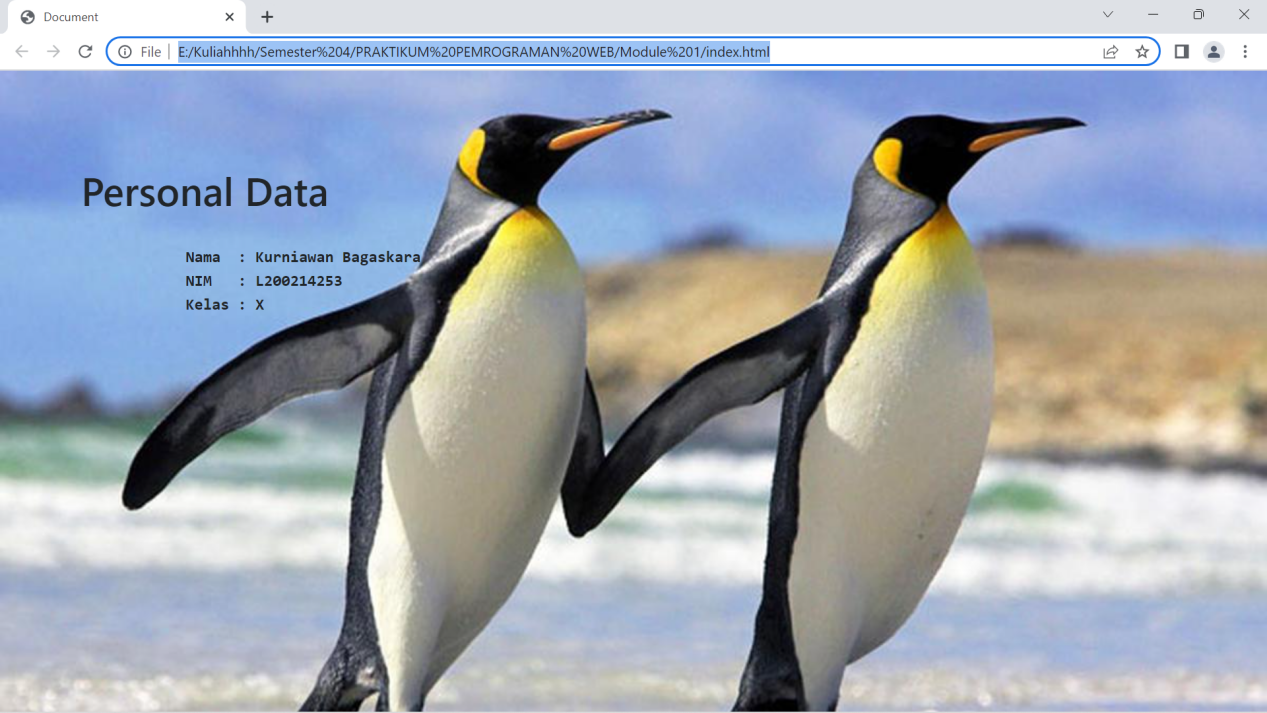 Document
File
E:/Kuliahhhh/Semester%204/PRAKTIKUM%20PEMROGRAMAN%20WEB/Module%201/index.html
Personal Data
Nama  : Kurniawan Bagaskara
NIM   : L200214253
Kelas : X